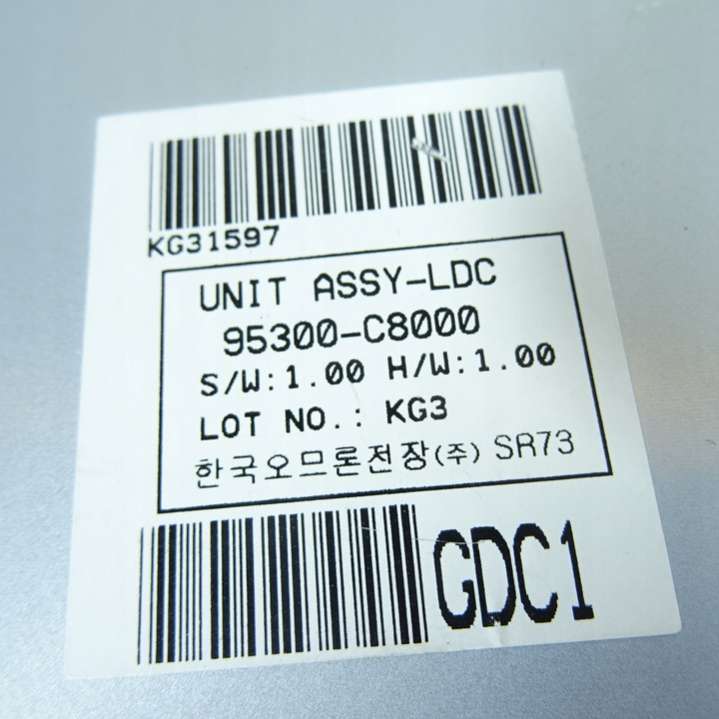 KG31597
UNIT ASSY-LDC
95300-C8000
S/W:1.00 H/W:1.00
LOT NO.: KG3
한국오므론전장(주) SR73
GDC1